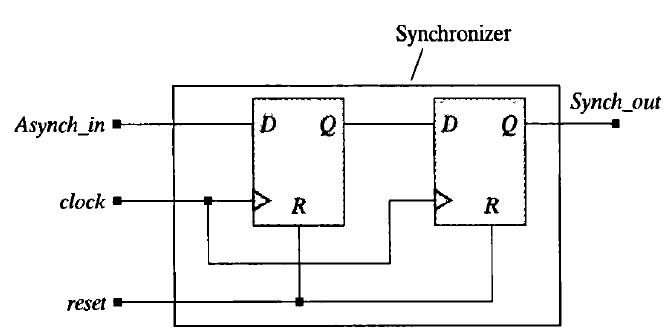 Synchronizer
Synch_out
Asynch_in
D Q
D Q
clock
R
R
reset